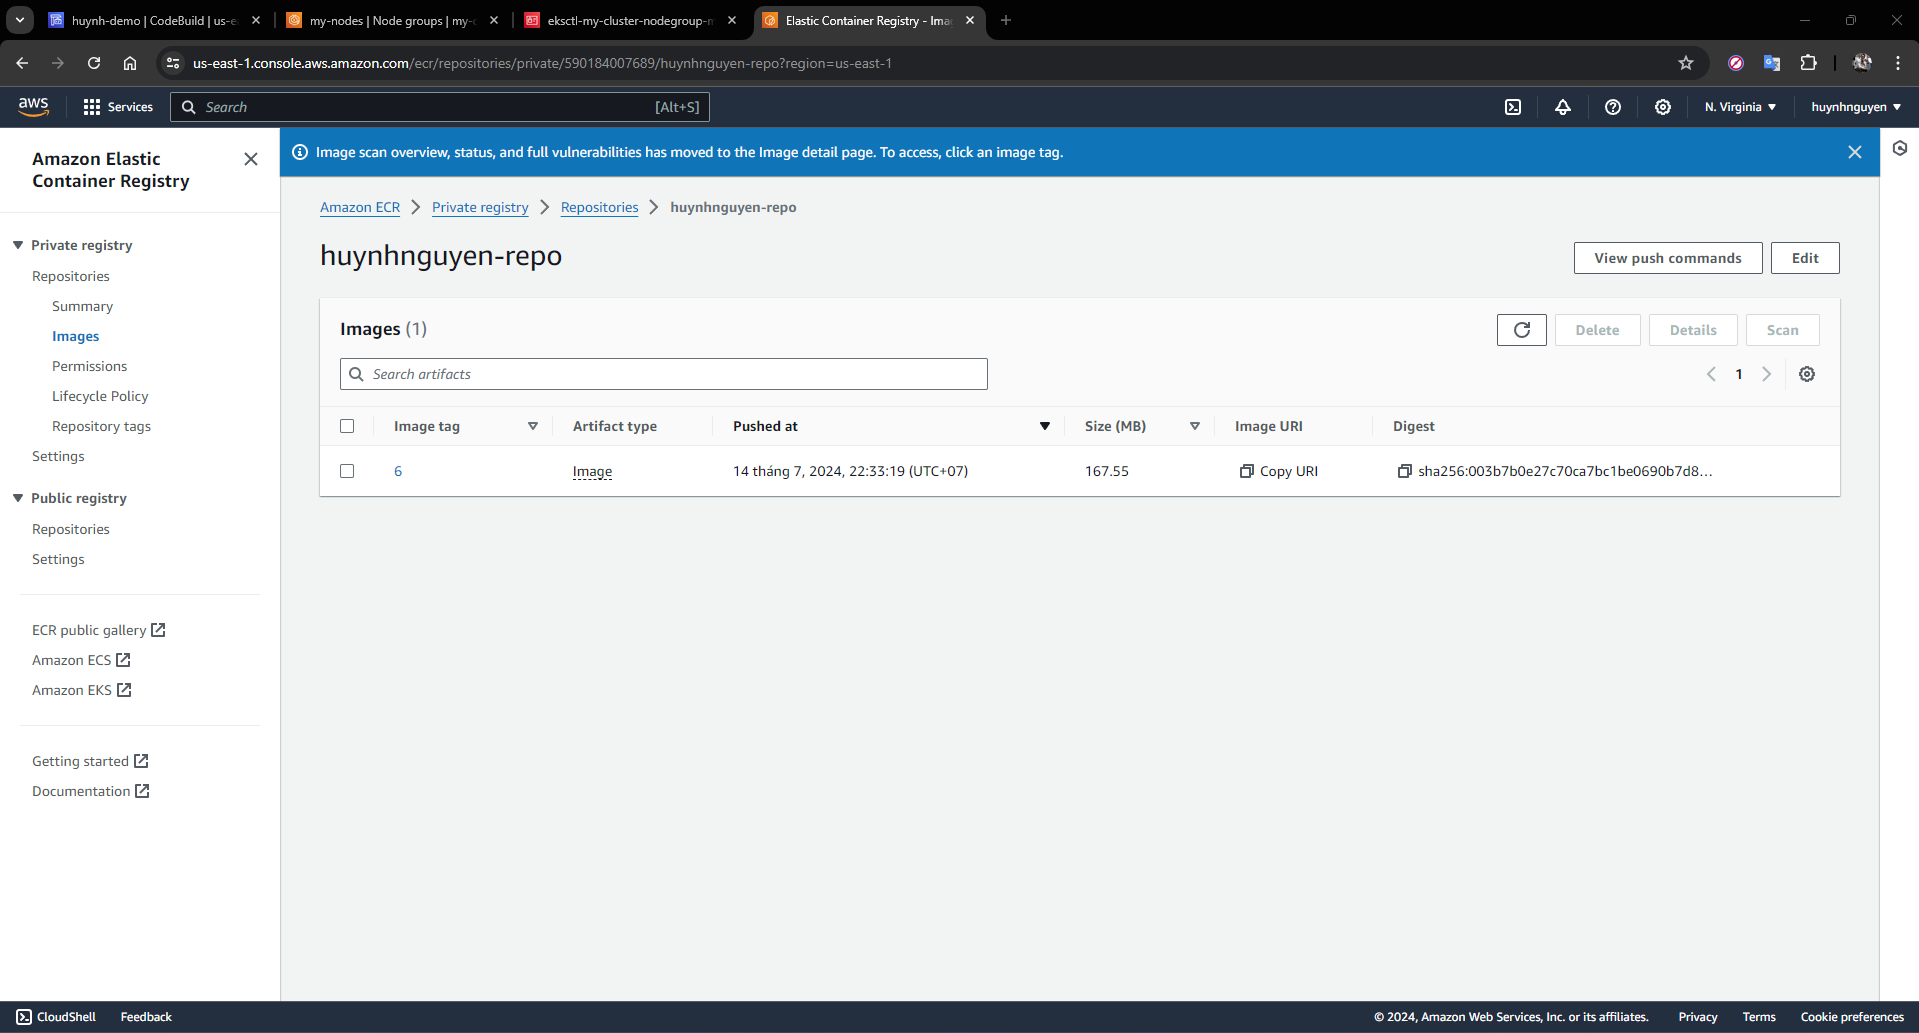 huynh-demo | CodeBuild | us-e
my-nodes | Node groups | my-c
eksctl-my-cluster-nodegroup-m
Elastic Container Registry - Ima
us-east-1.console.aws.amazon.com/ecr/repositories/private/590184007689/huynhnguyen-repo?region=us-east-1
aws
Services
Search
[Alt+S]
N. Virginia
huynhnguyen
Amazon Elastic
Container Registry
Private registry
Repositories
Summary
Images
Permissions
Lifecycle Policy
Repository tags
Settings
Public registry
Repositories
Settings
ECR public gallery
Amazon ECS
Amazon EKS
Getting started
Documentation
Image scan overview, status, and full vulnerabilities has moved to the Image detail page. To access, click an image tag.
Amazon ECR > Private registry > Repositories > huynhnguyen-repo
huynhnguyen-repo
View push commands
Edit
Images (1)
Delete
Details
Scan
Search artifacts
1
Image tag
Artifact type
Pushed at
Size (MB)
Image URI
Digest
6
Image
14 tháng 7, 2024, 22:33:19 (UTC+07)
167.55
Copy URI
sha256:003b7b0e27c70ca7bc1be0690b7d8...
CloudShell
Feedback
© 2024, Amazon Web Services, Inc. or its affiliates.
Privacy
Terms
Cookie preferences